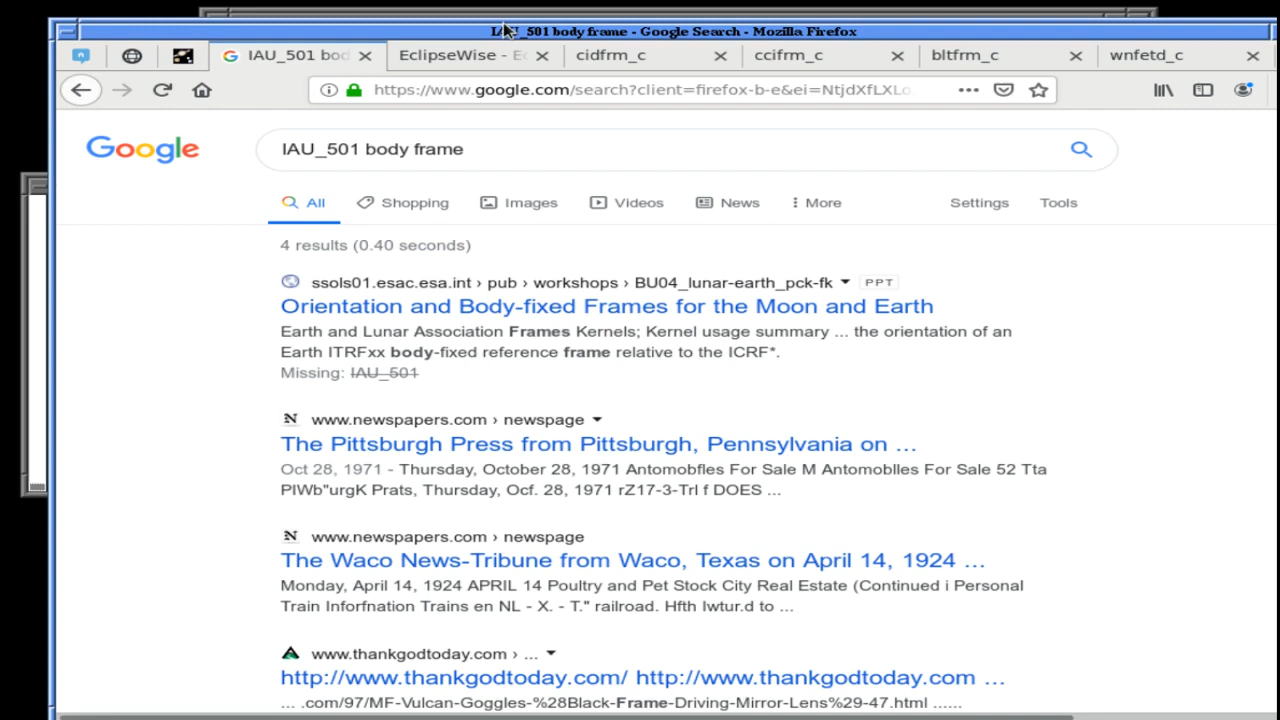 IAU_501 body frame - Google Search - Mozilla Firefox
IAU_501 bod
EclipseWise - Ec
cidfrm_c
ccifrm_c
bltfrm_c
wnfetd_c
https://www.google.com/search?client=firefox-b-e&ei=NtjdXfLXLo
Google
IAU_501 body frame
All
Shopping
Images
Videos
News
More
Settings
Tools
4 results (0.40 seconds)
ssols01.esac.esa.int › pub › workshops › BU04_lunar-earth_pck-fk PPT
Orientation and Body-fixed Frames for the Moon and Earth
Earth and Lunar Association Frames Kernels; Kernel usage summary ... the orientation of an
Earth ITRFxx body-fixed reference frame relative to the ICRF*.
Missing: IAU_501
www.newspapers.com › newspage
The Pittsburgh Press from Pittsburgh, Pennsylvania on ...
Oct 28, 1971 - Thursday, October 28, 1971 Antomobfles For Sale M Antomoblles For Sale 52 Tta
PIWb"urgK Prats, Thursday, Ocf. 28, 1971 rZ17-3-Trl f DOES ...
www.newspapers.com › newspage
The Waco News-Tribune from Waco, Texas on April 14, 1924 ...
Monday, April 14, 1924 APRIL 14 Poultry and Pet Stock City Real Estate (Continued i Personal
Train Inforfnation Trains en NL - X. - T." railroad. Hfth lwtur.d to ...
www.thankgodtoday.com › ...
http://www.thankgodtoday.com/ http://www.thankgodtoday.com ...
... .com/97/MF-Vulcan-Goggles-%28Black-Frame-Driving-Mirror-Lens%29-47.html ......